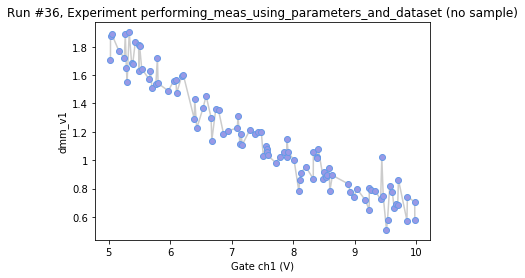 Run #36, Experiment performing_meas_using_parameters_and_dataset (no sample)
dmm_v1
1.8
1.6
1.4
1.2
1
0.8
0.6
5 6 7 8 9 10
Gate ch1 (V)